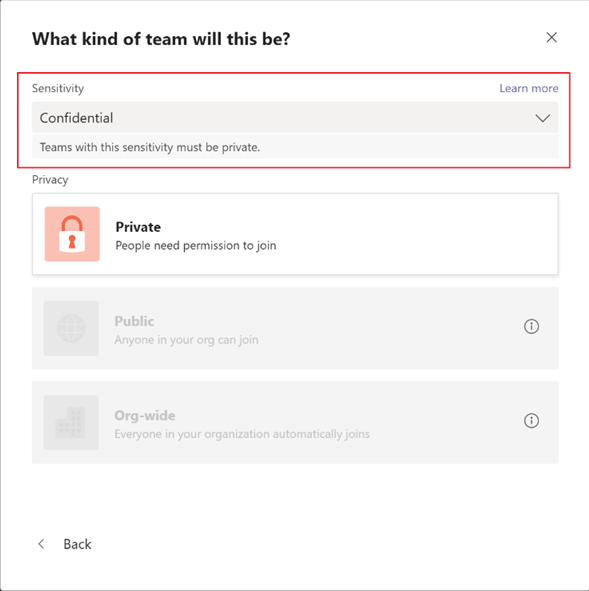 What kind of team will this be?
Sensitivity
Learn more
Confidential
Teams with this sensitivity must be private.
Privacy
Private
People need permission to join
Public
Anyone in your org can join
Org-wide
Everyone in your organization automatically joins
Back